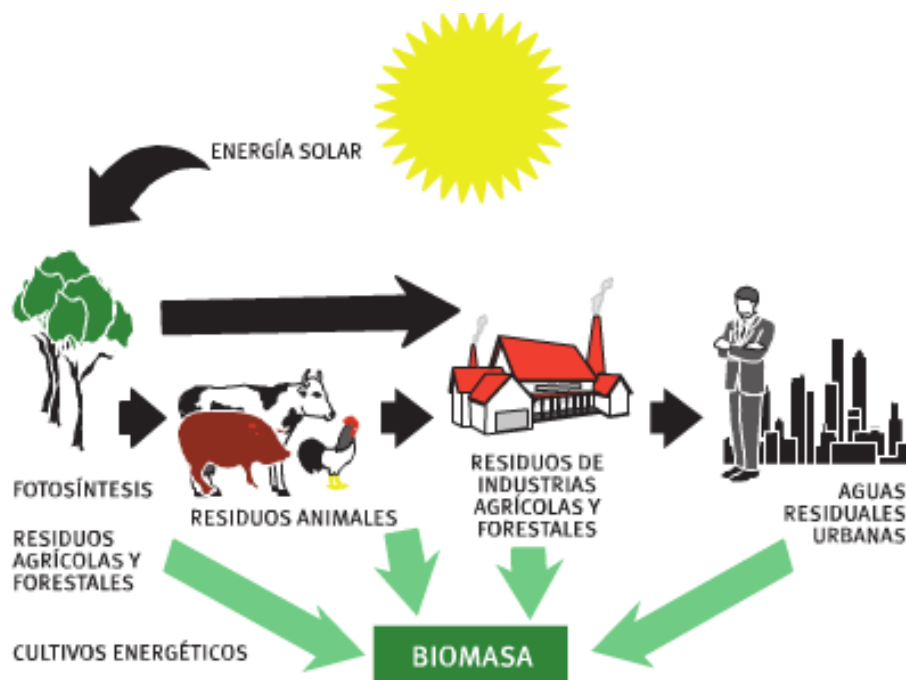 ENERGÍA SOLAR
FOTOSÍNTESIS
RESIDUOS
AGRÍCOLAS Y
FORESTALES
CULTIVOS ENERGÉTICOS
RESIDUOS ANIMALES
RESIDUOS DE
INDUSTRIAS
AGRÍCOLAS Y
FORESTALES
AGUAS
RESIDUALES
URBANAS
BIOMASA